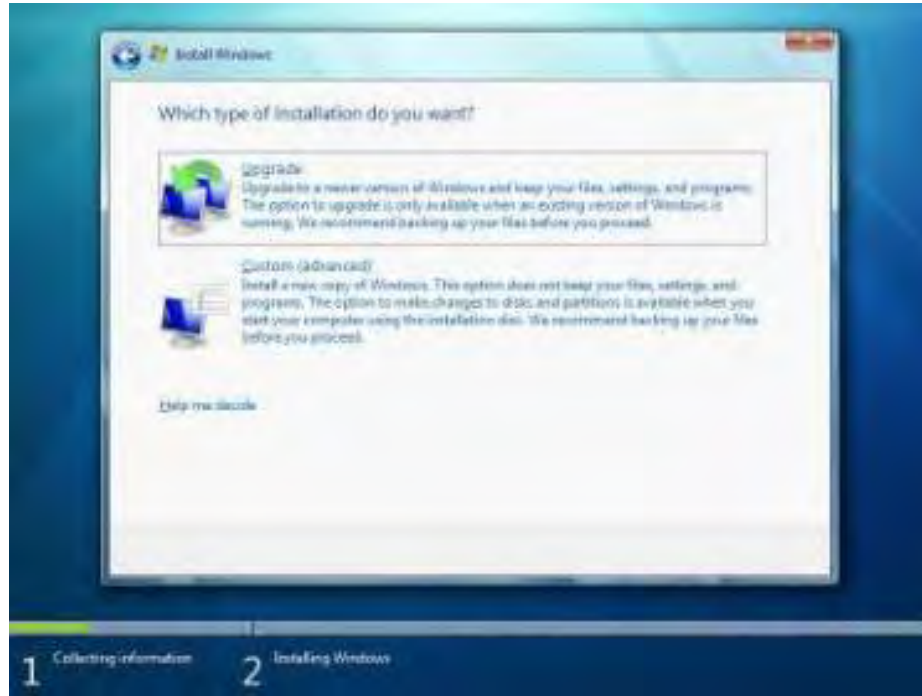 Install Windows
Which type of installation do you want?
Upgrade
Upgrade to a newer version of Windows and keep your files, settings, and programs.
The option to upgrade is only available when an existing version of Windows is
running. We recommend backing up your files before you proceed.
Custom (advanced)
Install a new copy of Windows. This option does not keep your files, settings, and
programs. The option to make changes to disks and partitions is available when you
start your computer using the installation disc. We recommend backing up your files
before you proceed.
Help me decide
1 Collecting information
2 Installing Windows